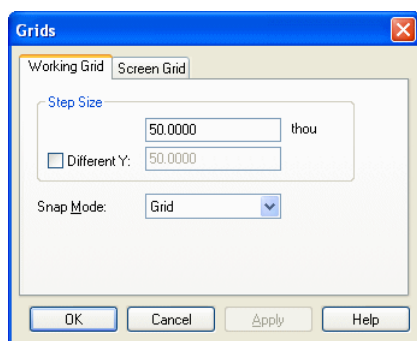 Grids
Working Grid Screen Grid
Step Size
50.0000 thou
Different Y: 50.0000
Snap Mode: Grid
OK Cancel Apply Help